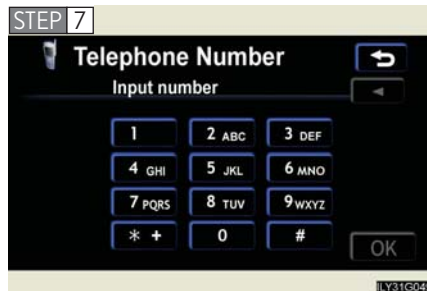 STEP 7
Telephone Number
Input number
1
2 ABC
3 DEF
4 GHI
5 JKL
6 MNO
7 PQRS
8 TUV
9 WXYZ
* +
0
#
OK